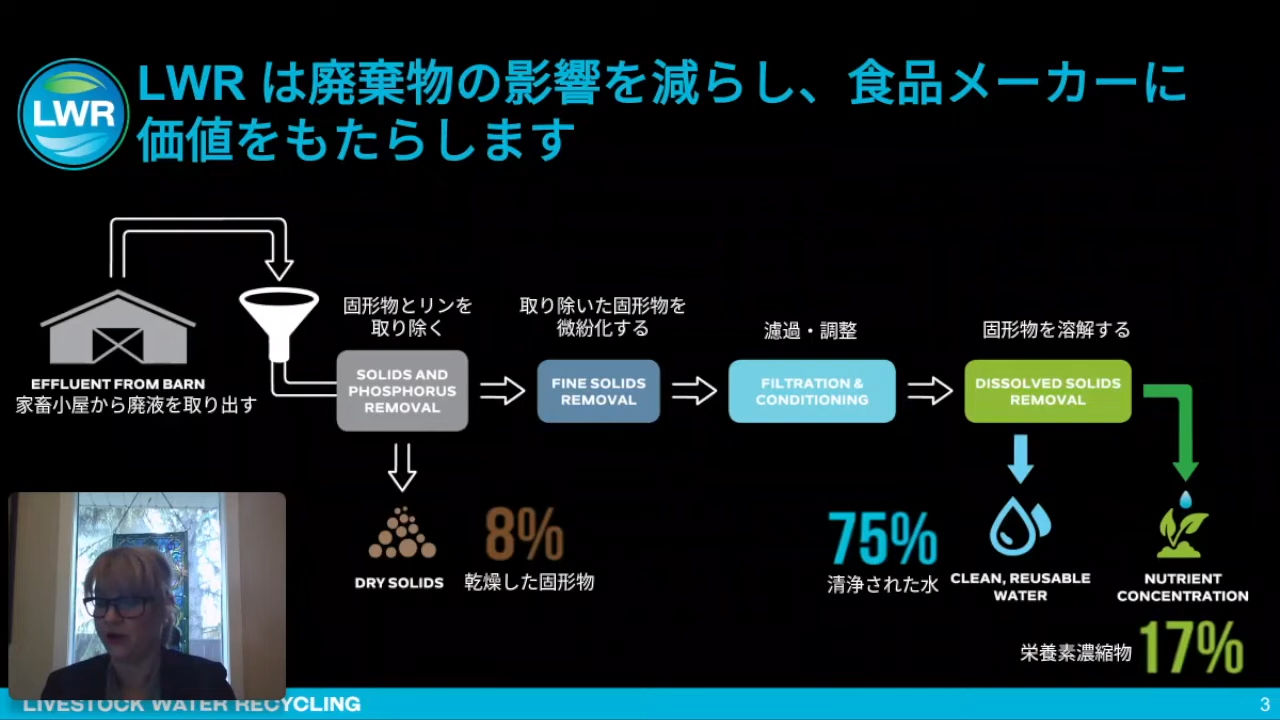 LWR
LWR は廃棄物の影響を減らし、食品メーカーに
価値をもたらします
EFFLUENT FROM BARN
家畜小屋から廃液を取り出す
固形物とリンを
取り除く
SOLIDS AND
PHOSPHORUS
REMOVAL
取り除いた固形物を
微紛化する
FINE SOLIDS
REMOVAL
濾過・調整
FILTRATION &
CONDITIONING
固形物を溶解する
DISSOLVED SOLIDS
REMOVAL
DRY SOLIDS
8%
乾燥した固形物
75%
清浄された水
CLEAN, REUSABLE
WATER
NUTRIENT
CONCENTRATION
栄養素濃縮物
17%
LIVESTOCK WATER RECYCLING
3